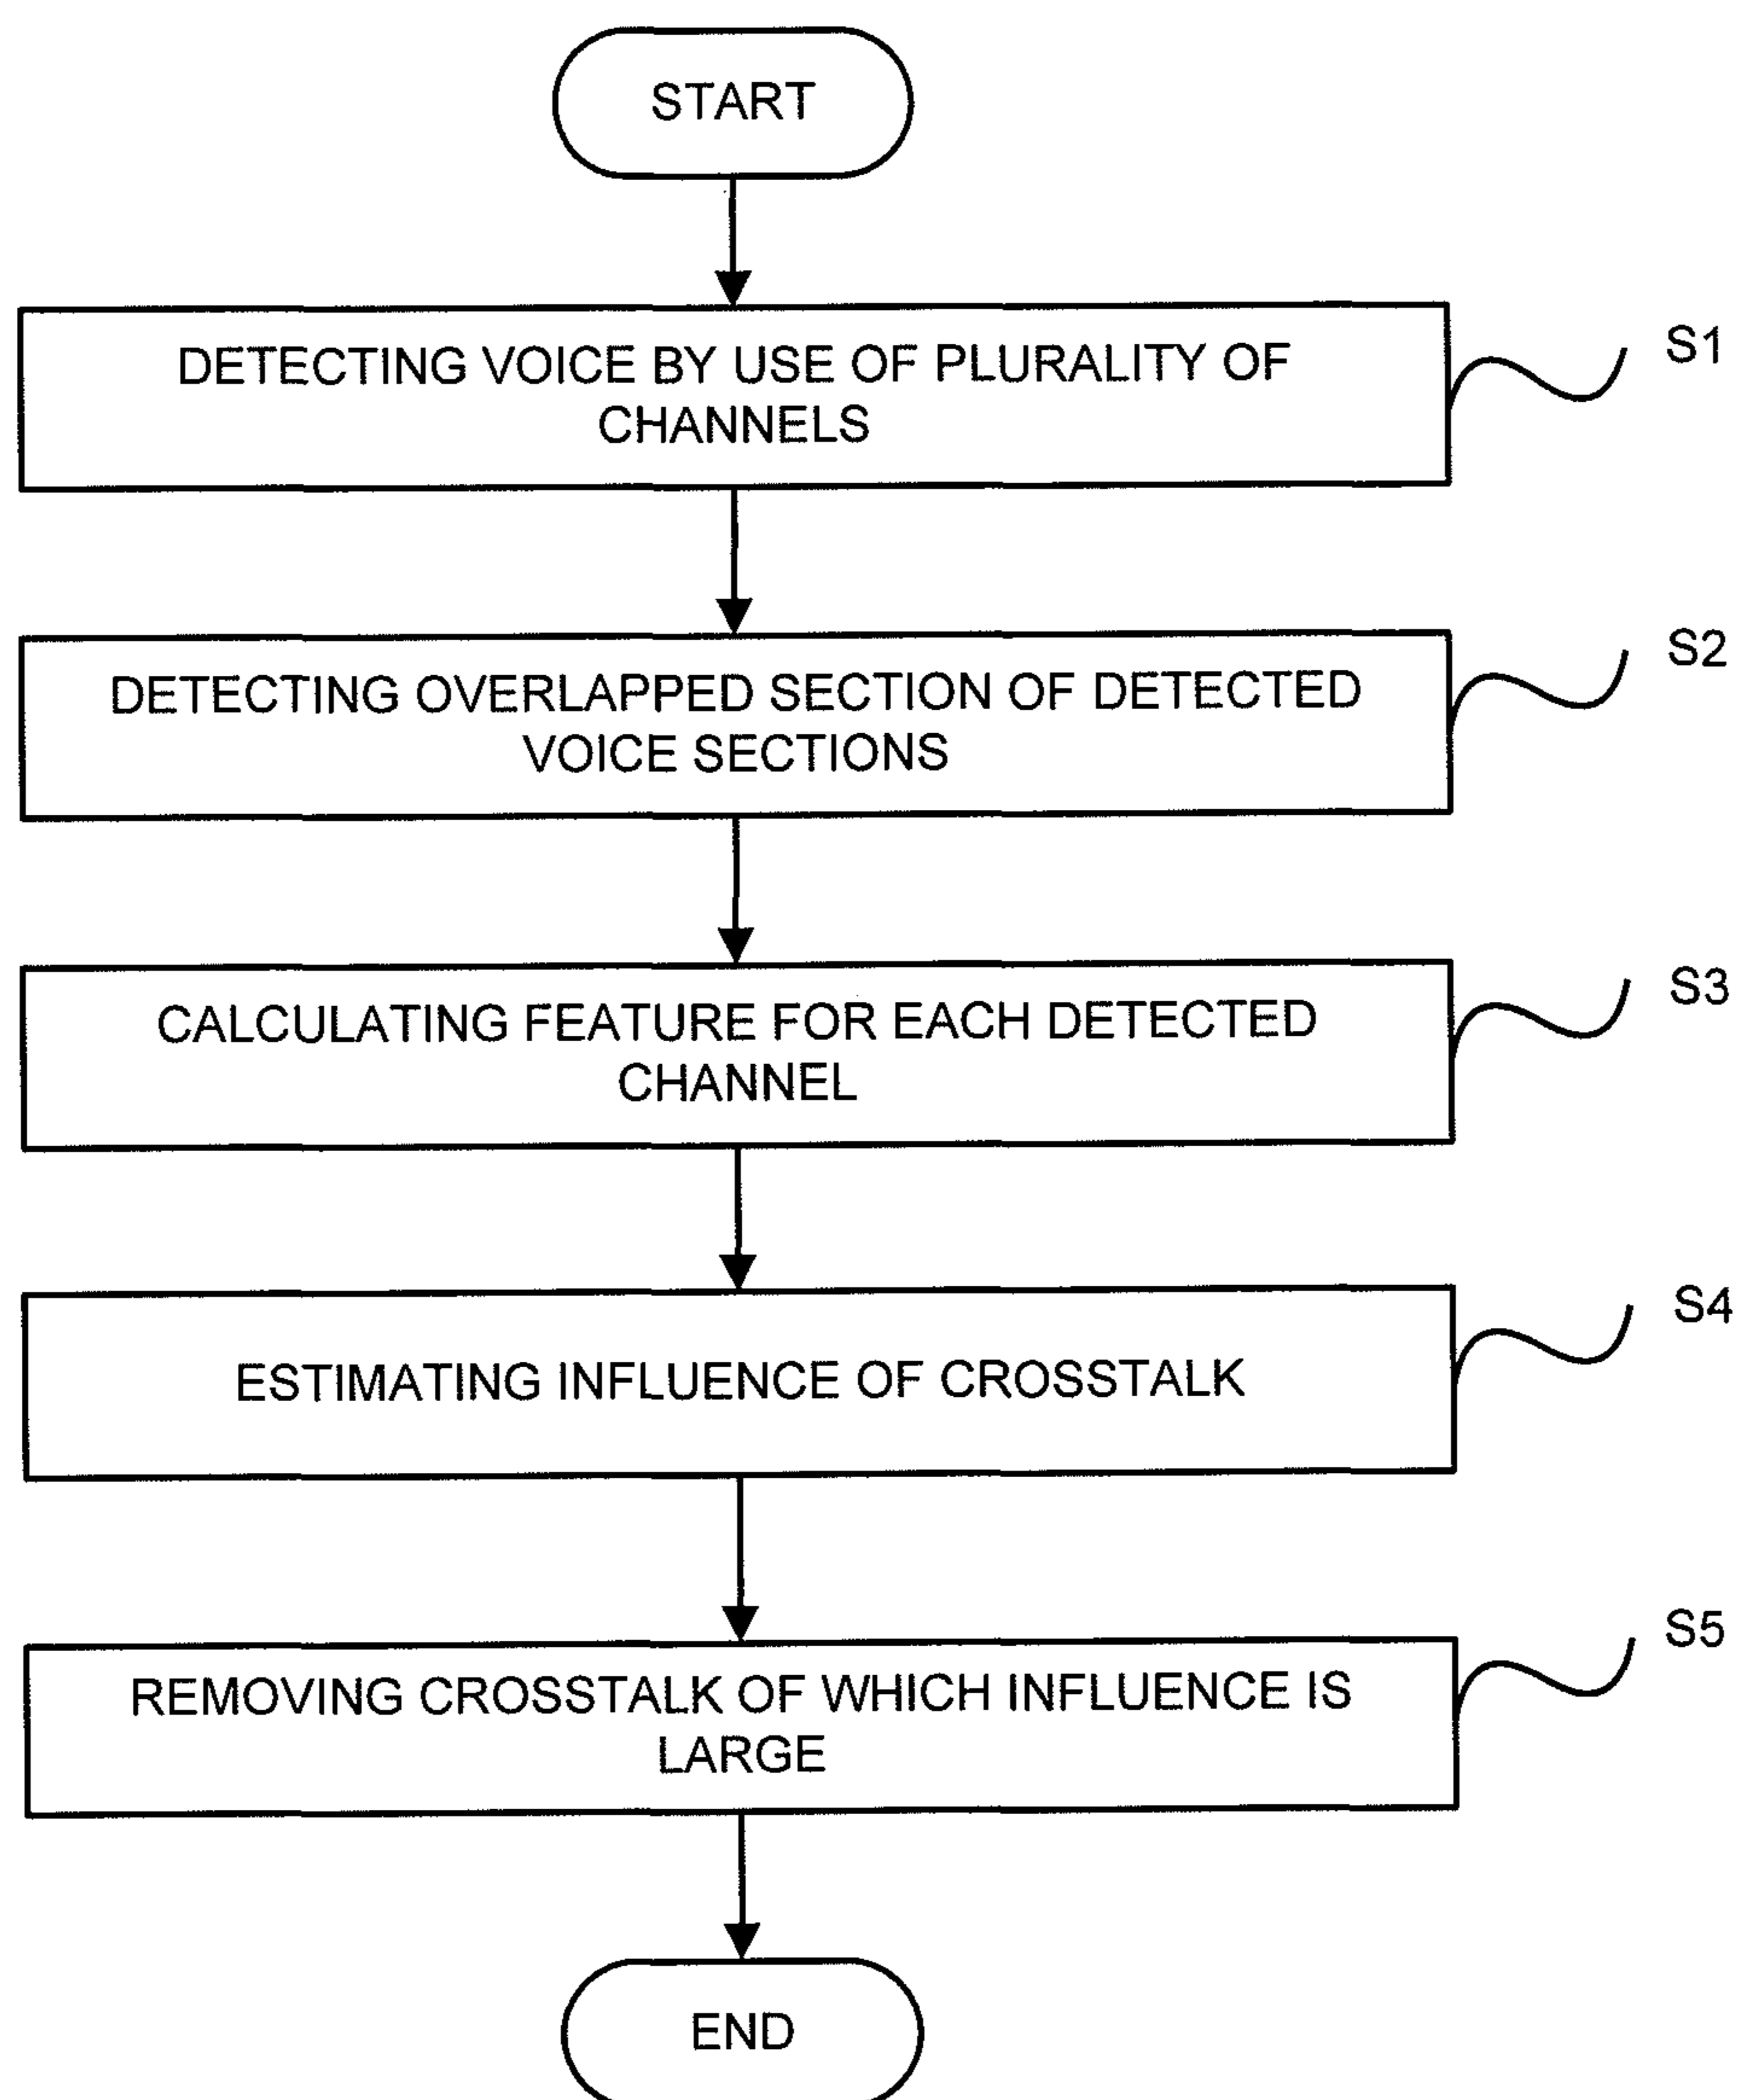 START
DETECTING VOICE BY USE OF PLURALITY OF
CHANNELS
S1
DETECTING OVERLAPPED SECTION OF DETECTED
VOICE SECTIONS
S2
CALCULATING FEATURE FOR EACH DETECTED
CHANNEL
S3
ESTIMATING INFLUENCE OF CROSSTALK
S4
REMOVING CROSSTALK OF WHICH INFLUENCE IS
LARGE
S5
END